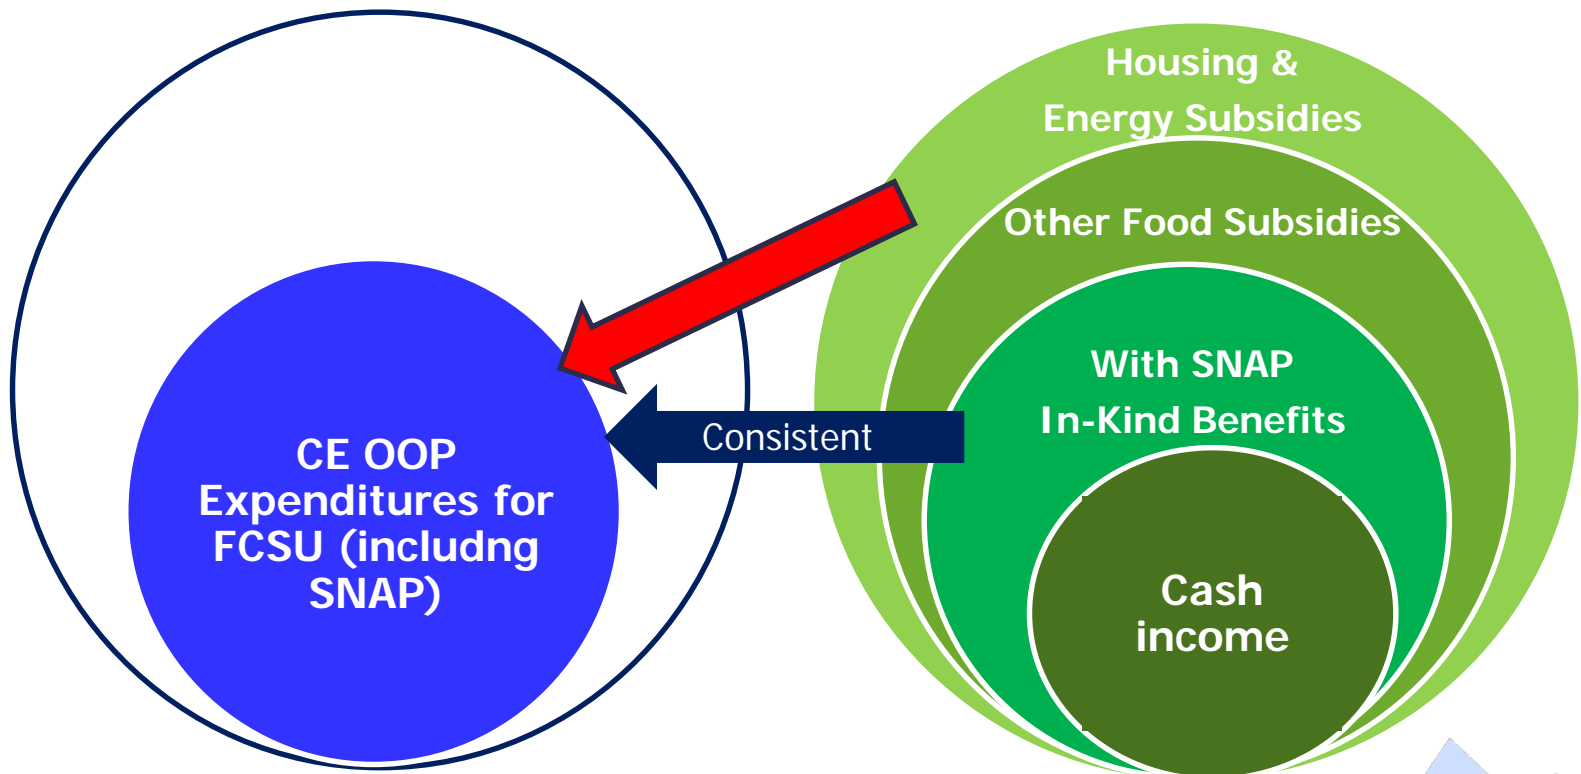 Housing &
Energy Subsidies
Other Food Subsidies
With SNAP
In-Kind Benefits
Consistent
CE OOP
Expenditures for
FCSU (includng
SNAP)
Cash
income